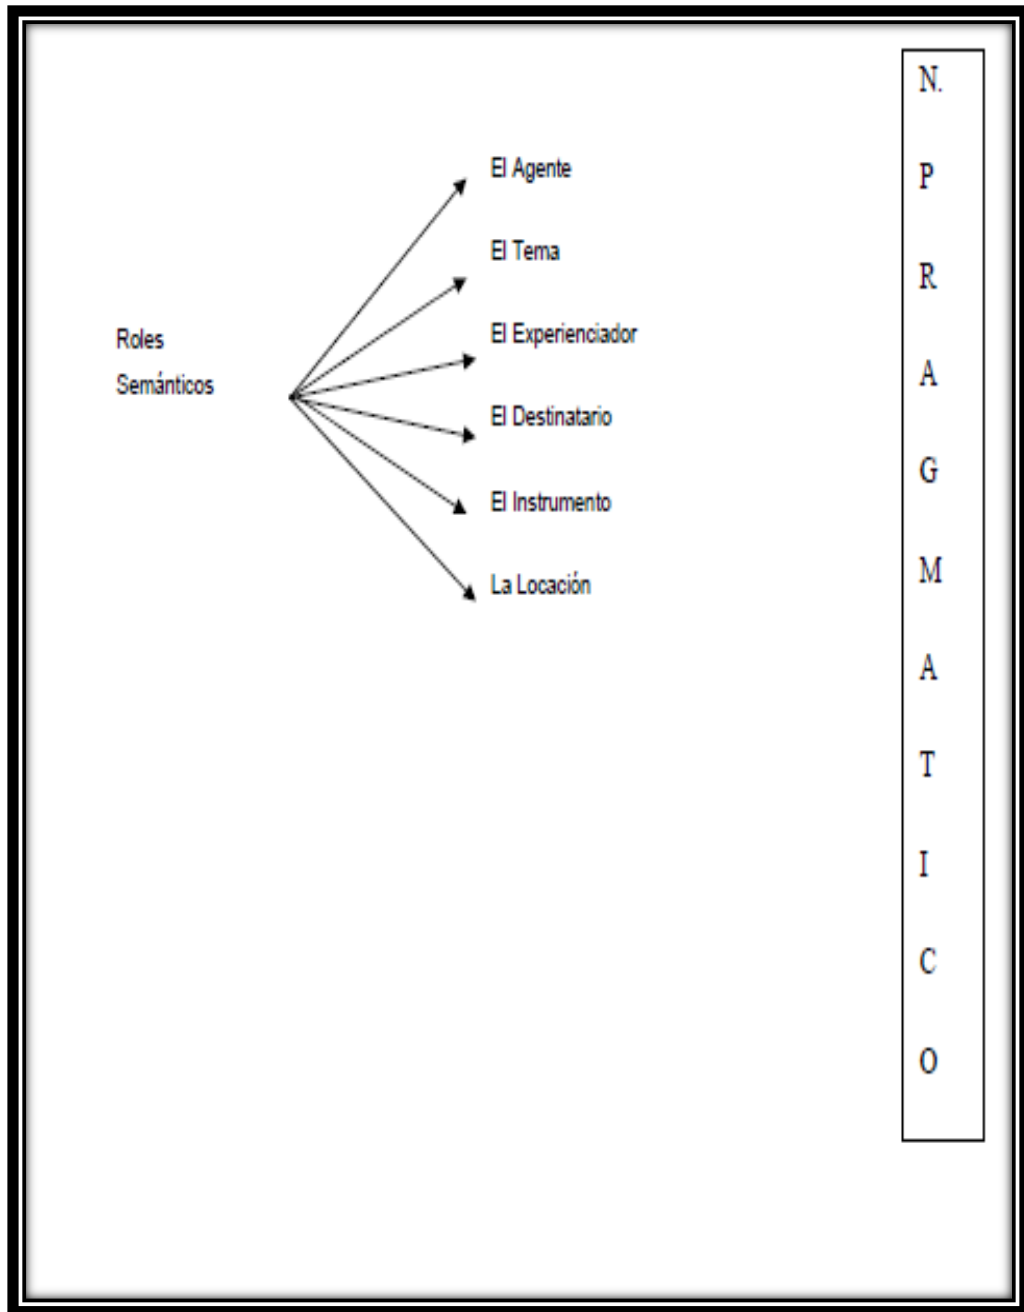 Roles
Semánticos
El Agente
El Tema
El Experienciador
El Destinatario
El Instrumento
La Locación
N.
P
R
A
G
M
A
T
I
C
O